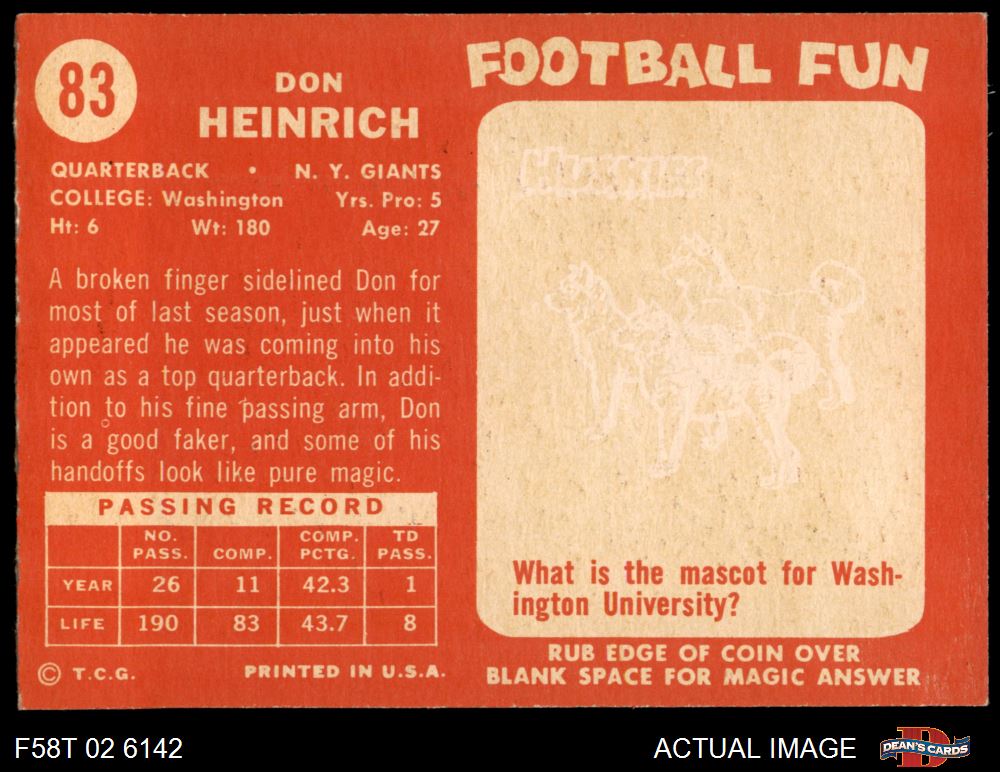 83
DON
HEINRICH
QUARTERBACK • N. Y. GIANTS
COLLEGE: Washington Yrs. Pro: 5
Ht: 6 Wt: 180 Age: 27
A broken finger sidelined Don for
most of last season, just when it
appeared he was coming into his
own as a top quarterback. In addi-
tion to his fine passing arm, Don
is a good faker, and some of his
handoffs look like pure magic.
PASSING RECORD
NO. PASS. COMP. COMP. PCTG. TD PASS.
YEAR 26 11 42.3 1
LIFE 190 83 43.7 8
© T.C.G. PRINTED IN U.S.A.
FOOTBALL FUN
HUSKIES
What is the mascot for Wash-
ington University?
RUB EDGE OF COIN OVER
BLANK SPACE FOR MAGIC ANSWER
F58T 02 6142
ACTUAL IMAGE
DEAN'S CARDS